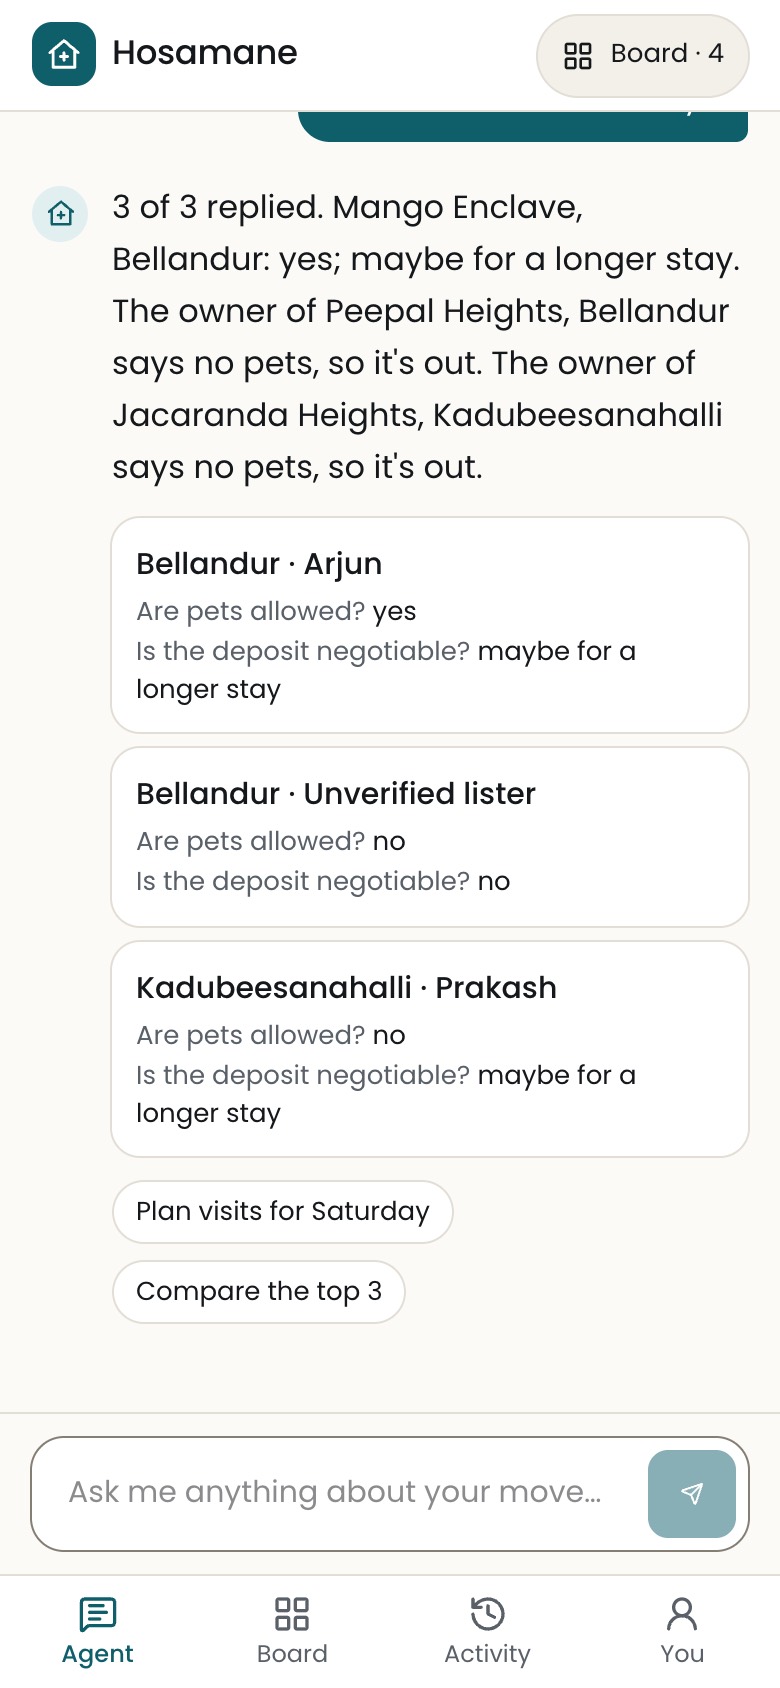 Hosamane
Board · 4
3 of 3 replied. Mango Enclave,
Bellandur: yes; maybe for a longer stay.
The owner of Peepal Heights, Bellandur
says no pets, so it's out. The owner of
Jacaranda Heights, Kadubeesanahalli
says no pets, so it's out.
Bellandur · Arjun
Are pets allowed? yes
Is the deposit negotiable? maybe for a
longer stay
Bellandur · Unverified lister
Are pets allowed? no
Is the deposit negotiable? no
Kadubeesanahalli · Prakash
Are pets allowed? no
Is the deposit negotiable? maybe for a
longer stay
Plan visits for Saturday
Compare the top 3
Ask me anything about your move...
Agent
Board
Activity
You